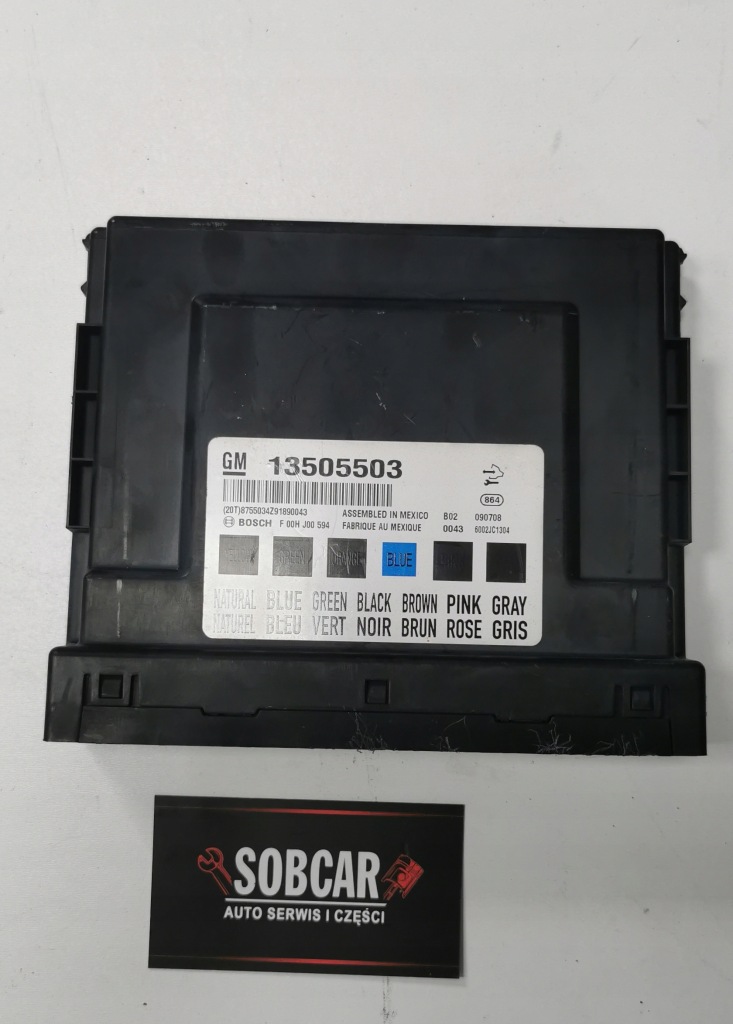 GM 13505503
864
(20T)8755034Z91890043 ASSEMBLED IN MEXICO B02 090708
BOSCH F 00H J00 594 FABRIQUE AU MEXIQUE 0043 6002JC1304
GREEN ORANGE BLUE
NATURAL BLUE GREEN BLACK BROWN PINK GRAY
NATUREL BLEU VERT NOIR BRUN ROSE GRIS
SOBCAR
AUTO SERWIS I CZĘŚCI